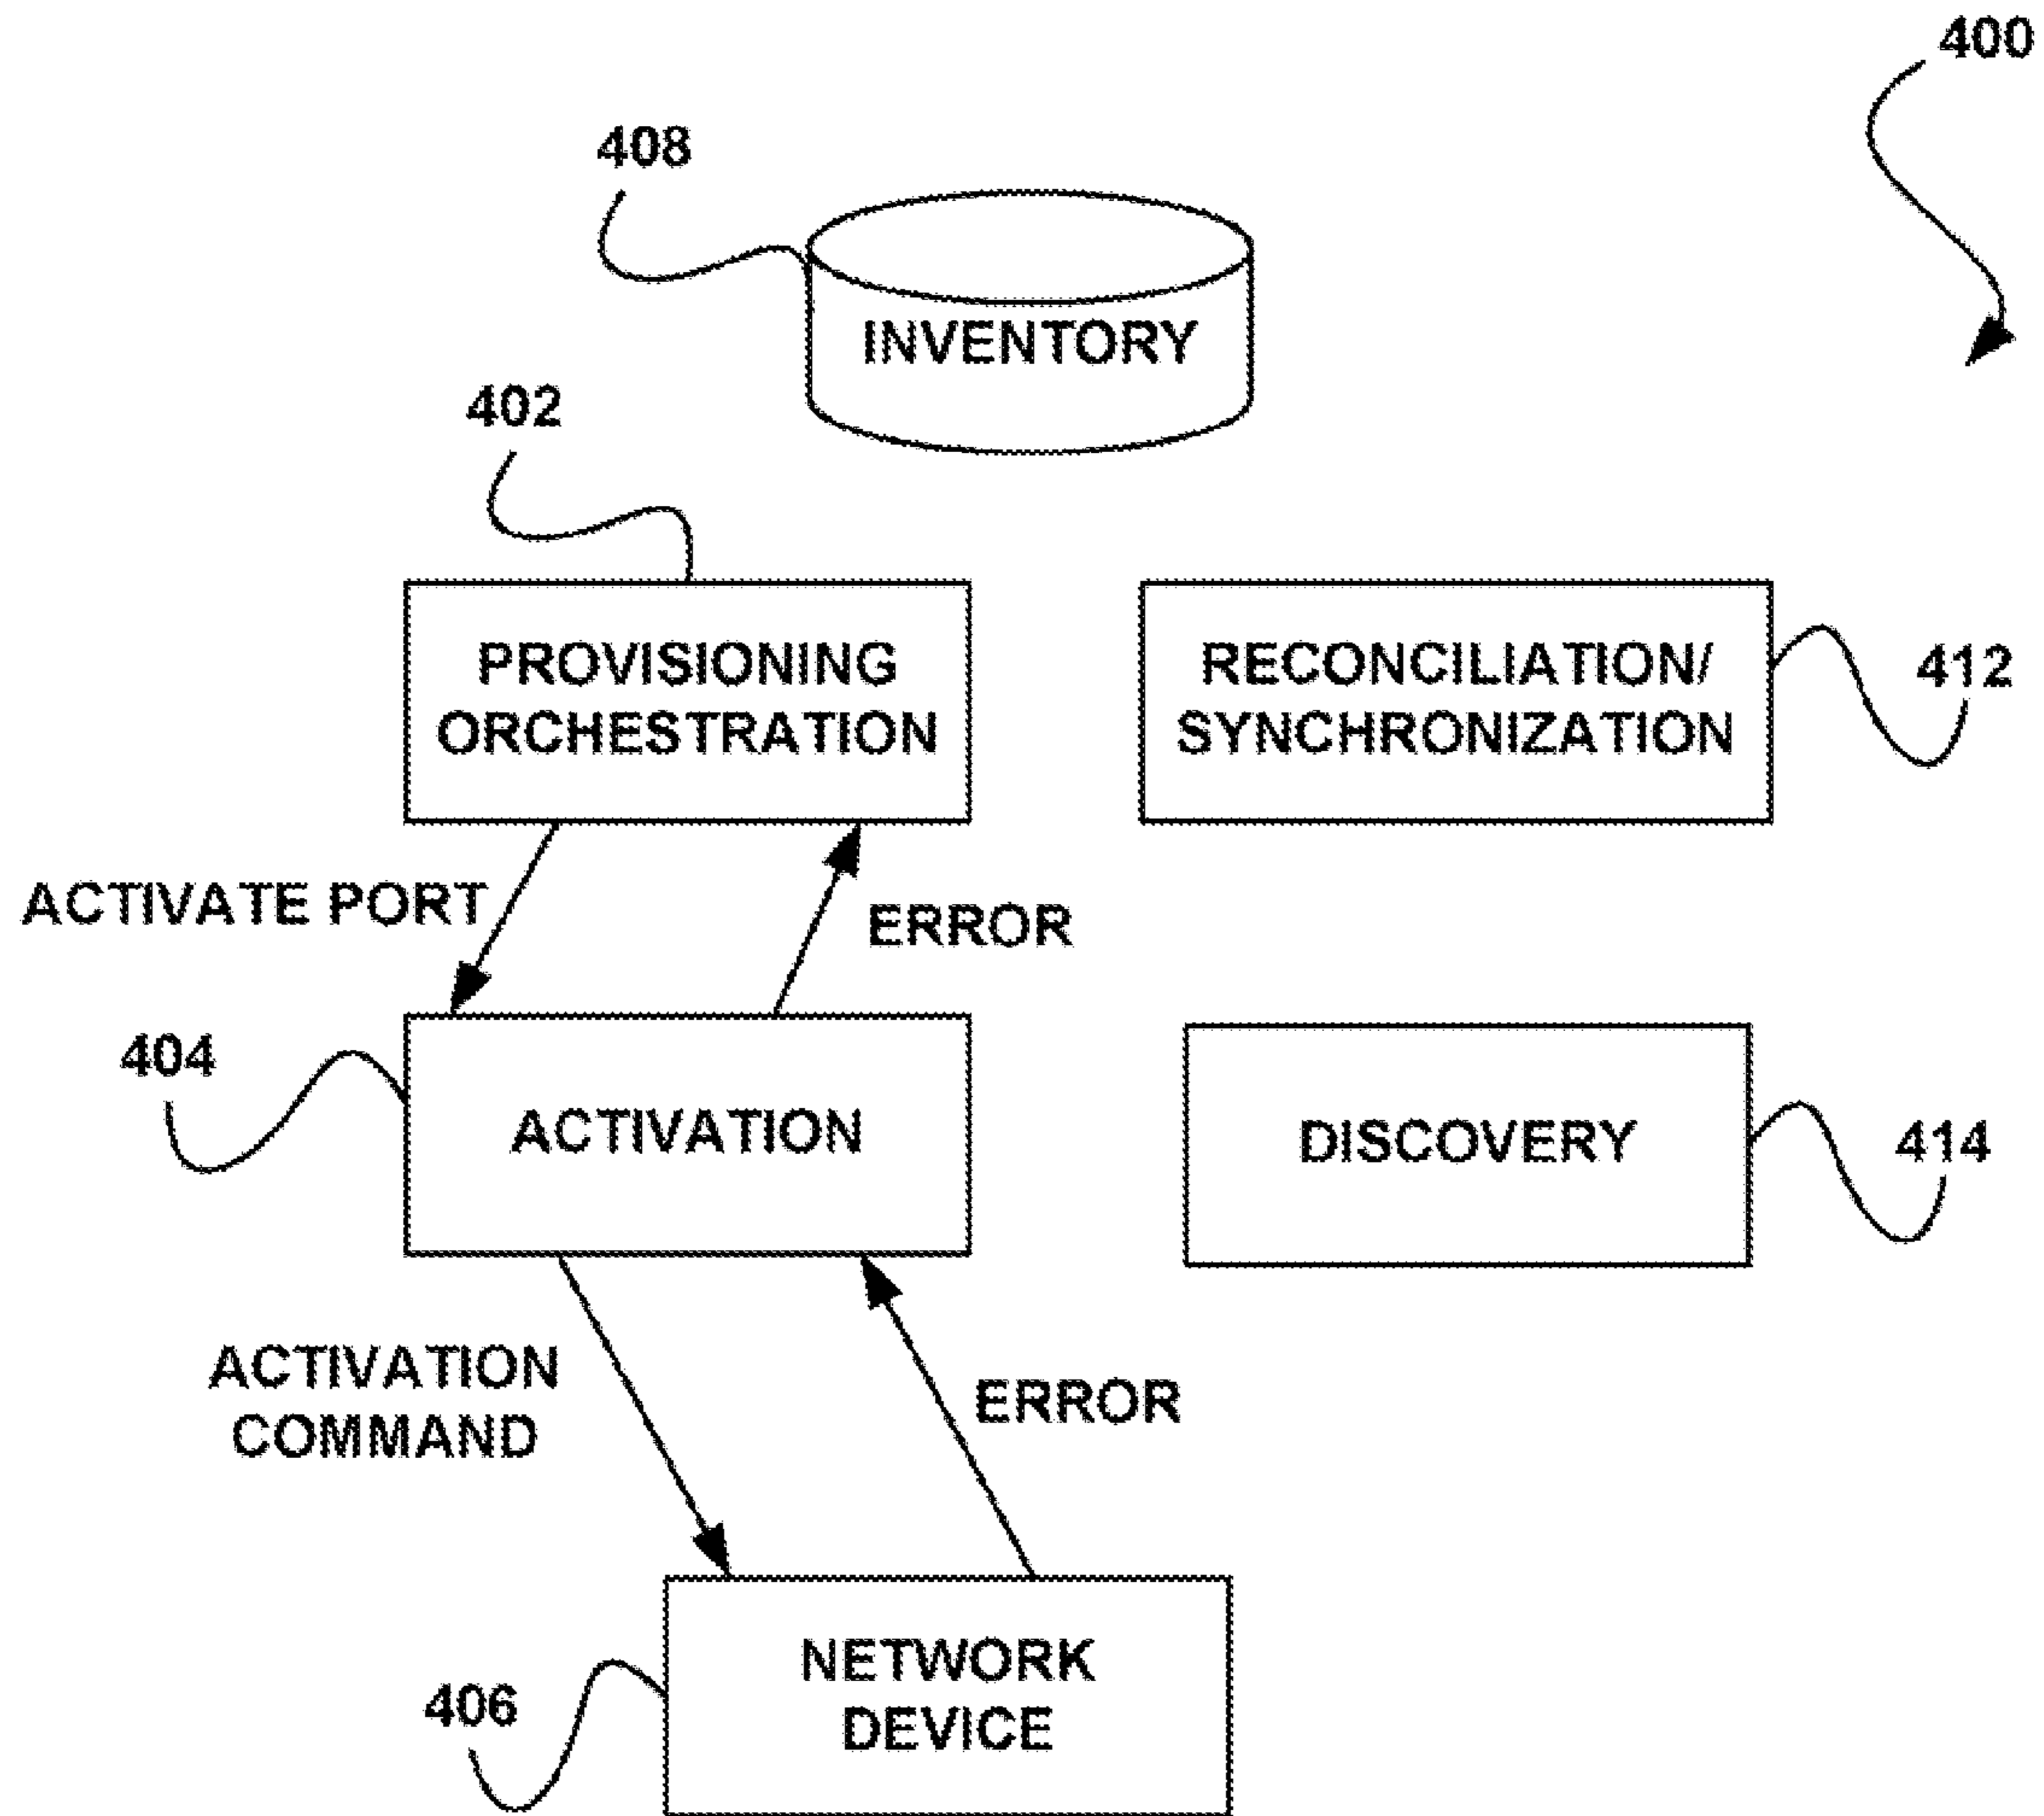 400
408
INVENTORY
402
PROVISIONING
ORCHESTRATION
RECONCILIATION/
SYNCHRONIZATION
412
ACTIVATE PORT
ERROR
404
ACTIVATION
DISCOVERY
414
ACTIVATION
COMMAND
ERROR
406
NETWORK
DEVICE